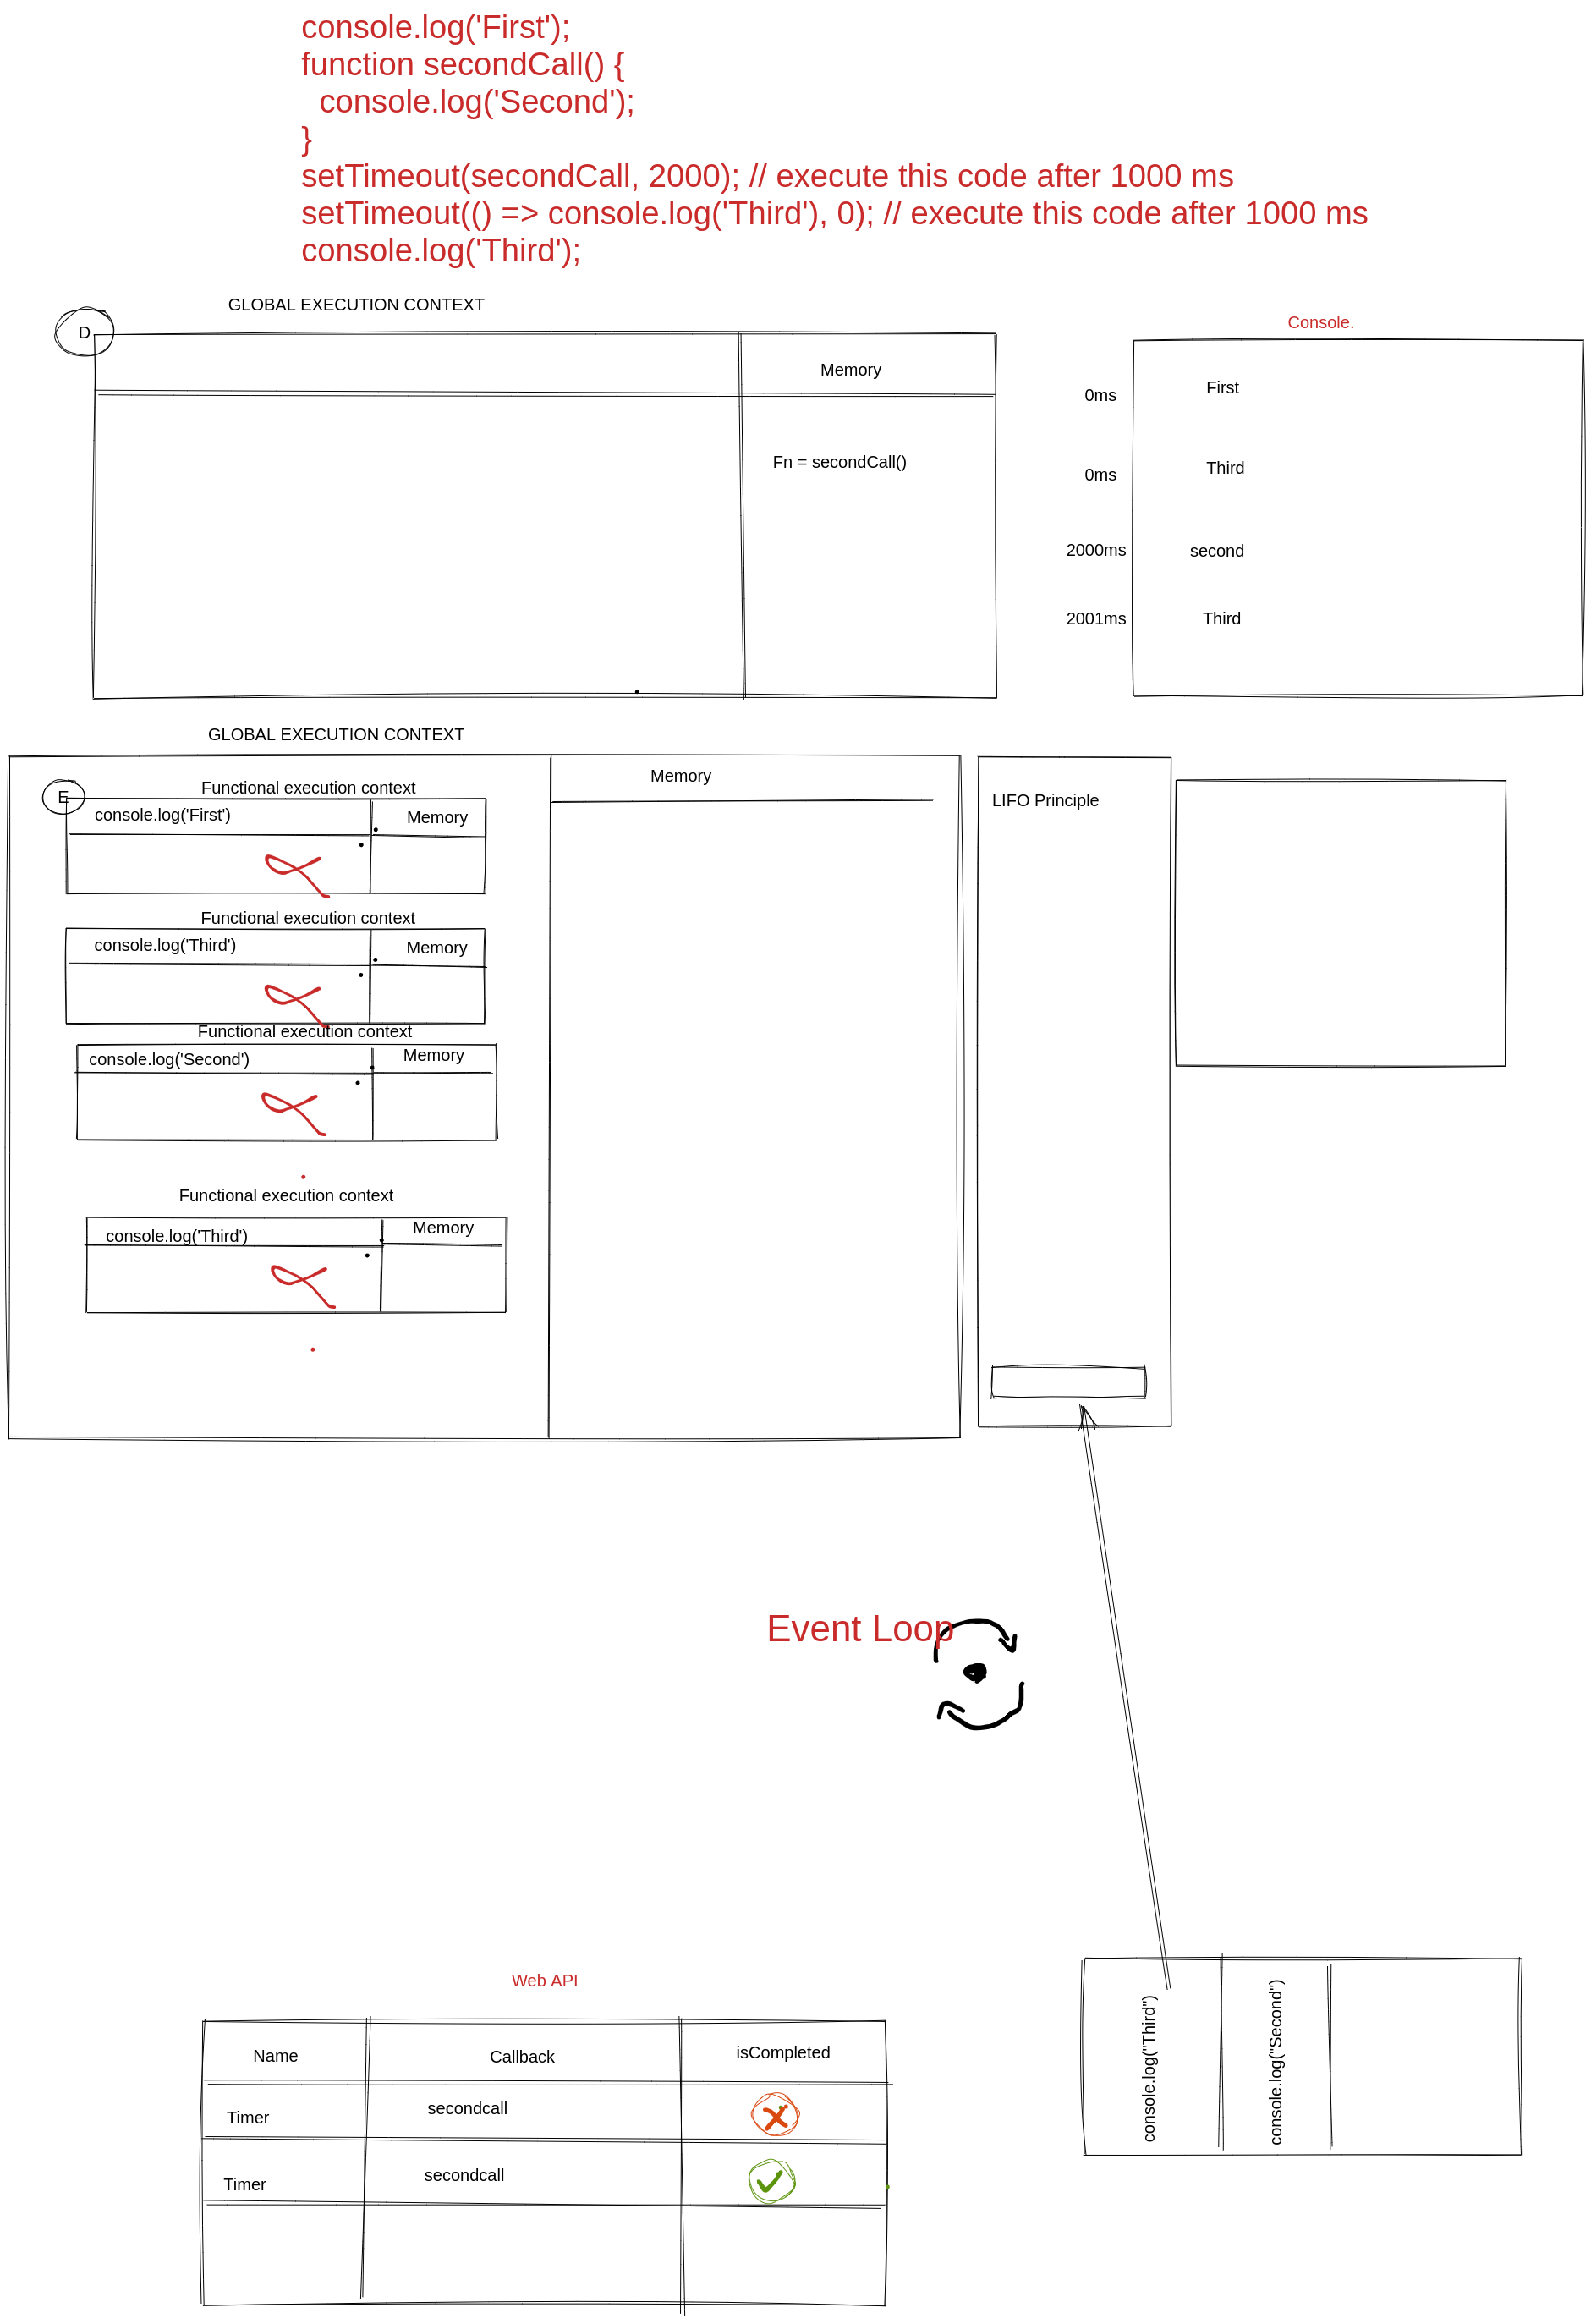 console.log('First');
function secondCall() {
  console.log('Second');
}
setTimeout(secondCall, 2000); // execute this code after 1000 ms
setTimeout(() => console.log('Third'), 0); // execute this code after 1000 ms
console.log('Third');
GLOBAL EXECUTION CONTEXT
D
Memory
Fn = secondCall()
Console.
0ms
First
0ms
Third
2000ms
second
2001ms
Third
GLOBAL EXECUTION CONTEXT
E
Memory
Functional execution context
console.log('First')
Memory
Functional execution context
console.log('Third')
Memory
Functional execution context
console.log('Second')
Memory
Functional execution context
console.log('Third')
Memory
LIFO Principle
Event Loop
Web API
Name
Callback
isCompleted
Timer
secondcall
Timer
secondcall
console.log("Third")
console.log("Second")